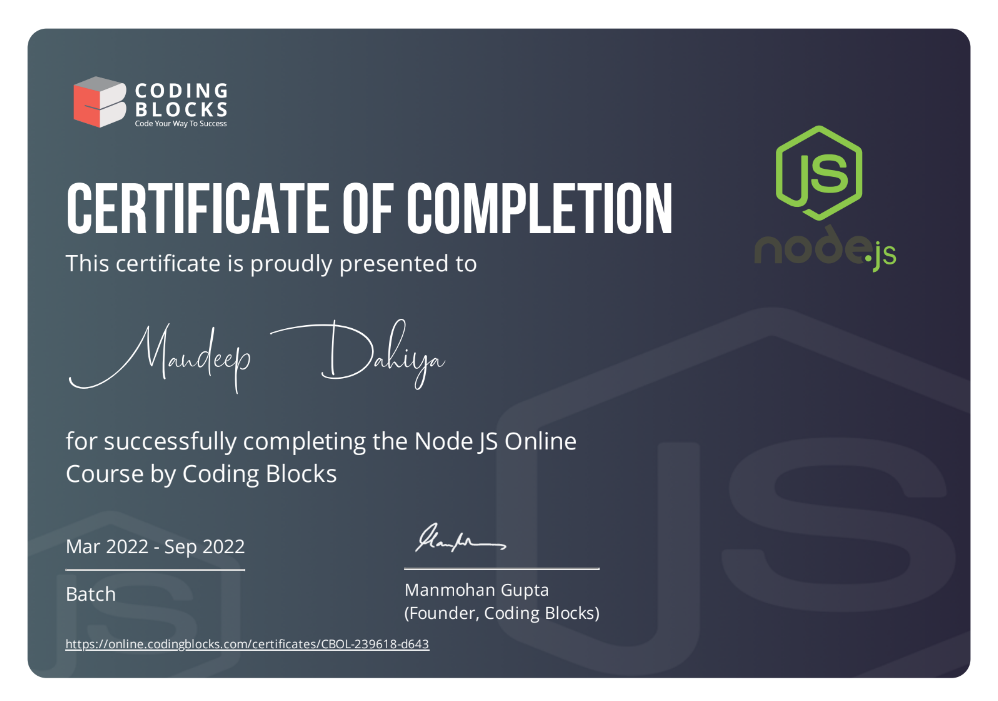 CODING
BLOCKS
Code Your Way To Success
JS
node.js
CERTIFICATE OF COMPLETION
This certificate is proudly presented to
Mandeep Dahiya
for successfully completing the Node JS Online
Course by Coding Blocks
Mar 2022 - Sep 2022
Batch
Manmohan Gupta
(Founder, Coding Blocks)
https://online.codingblocks.com/certificates/CBOL-239618-d643
JS
JS